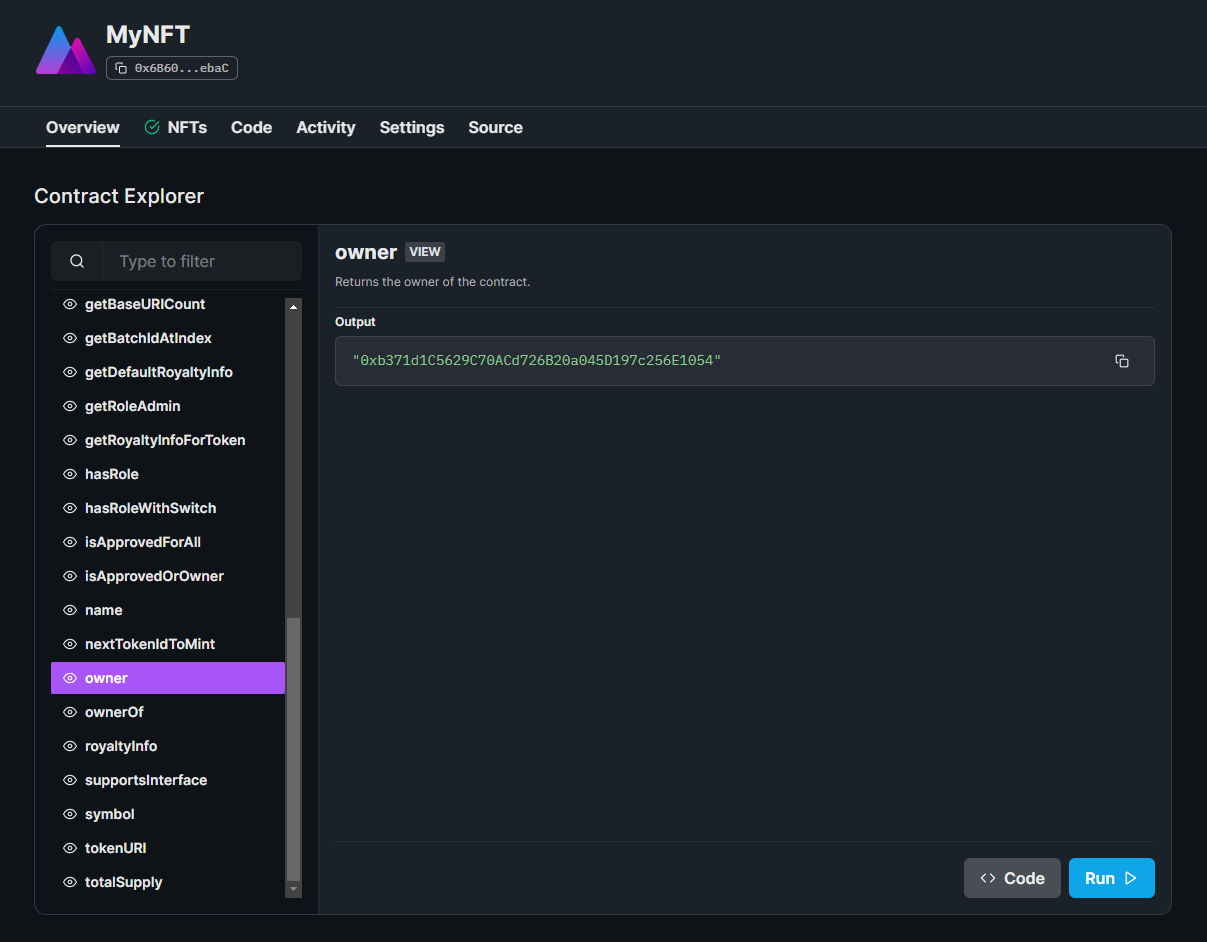 MyNFT
0x6B60...ebaC
Overview NFTs Code Activity Settings Source
Contract Explorer
Type to filter
getBaseURICount
getBatchIdAtIndex
getDefaultRoyaltyInfo
getRoleAdmin
getRoyaltyInfoForToken
hasRole
hasRoleWithSwitch
isApprovedForAll
isApprovedOrOwner
name
nextTokenIdToMint
owner
ownerOf
royaltyInfo
supportsInterface
symbol
tokenURI
totalSupply
owner VIEW
Returns the owner of the contract.
Output
"0xb371d1C5629C70ACd726B20a045D197c256E1054"
Code Run